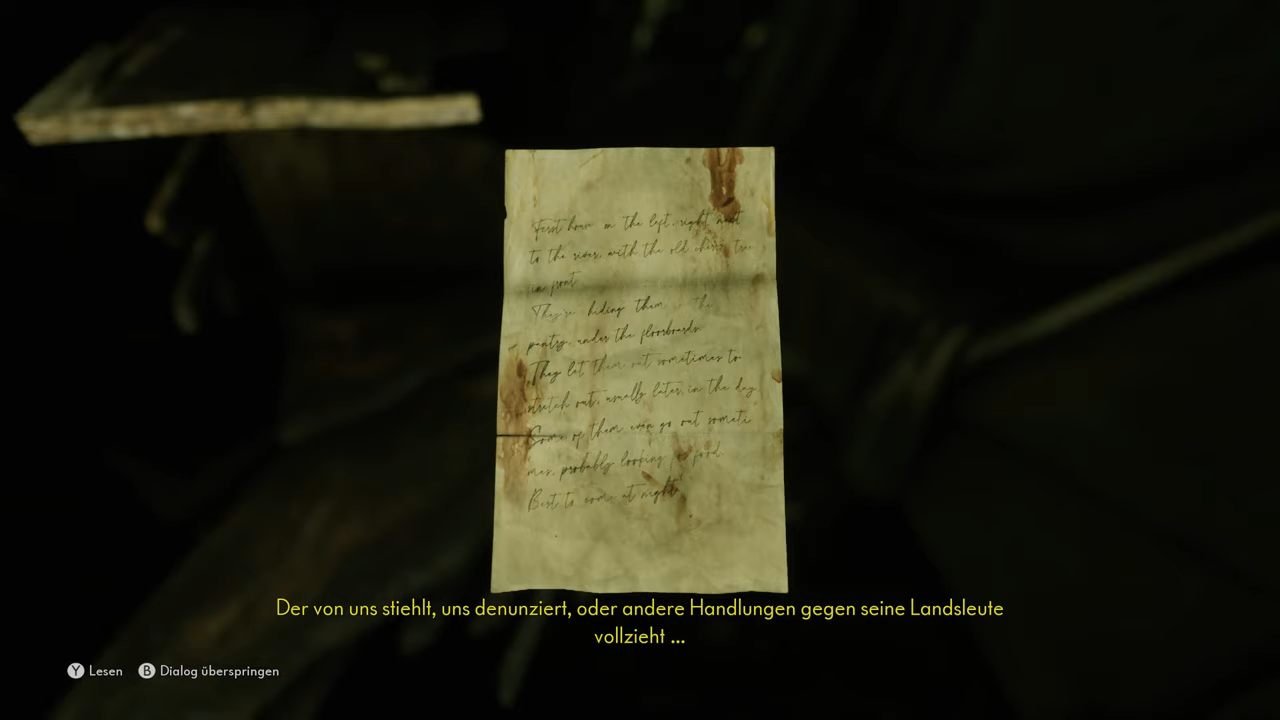 First house on the left, right next
to the river, with the old cherry tree
in front
They're hiding them in the
pantry, under the floorboards
They let them out sometimes to
stretch out, usually later in the day
Some of them even go out someti
mes, probably looking for food
Best to come at night
Der von uns stiehlt, uns denunziert, oder andere Handlungen gegen seine Landsleute
vollzieht ...
Y Lesen B Dialog überspringen